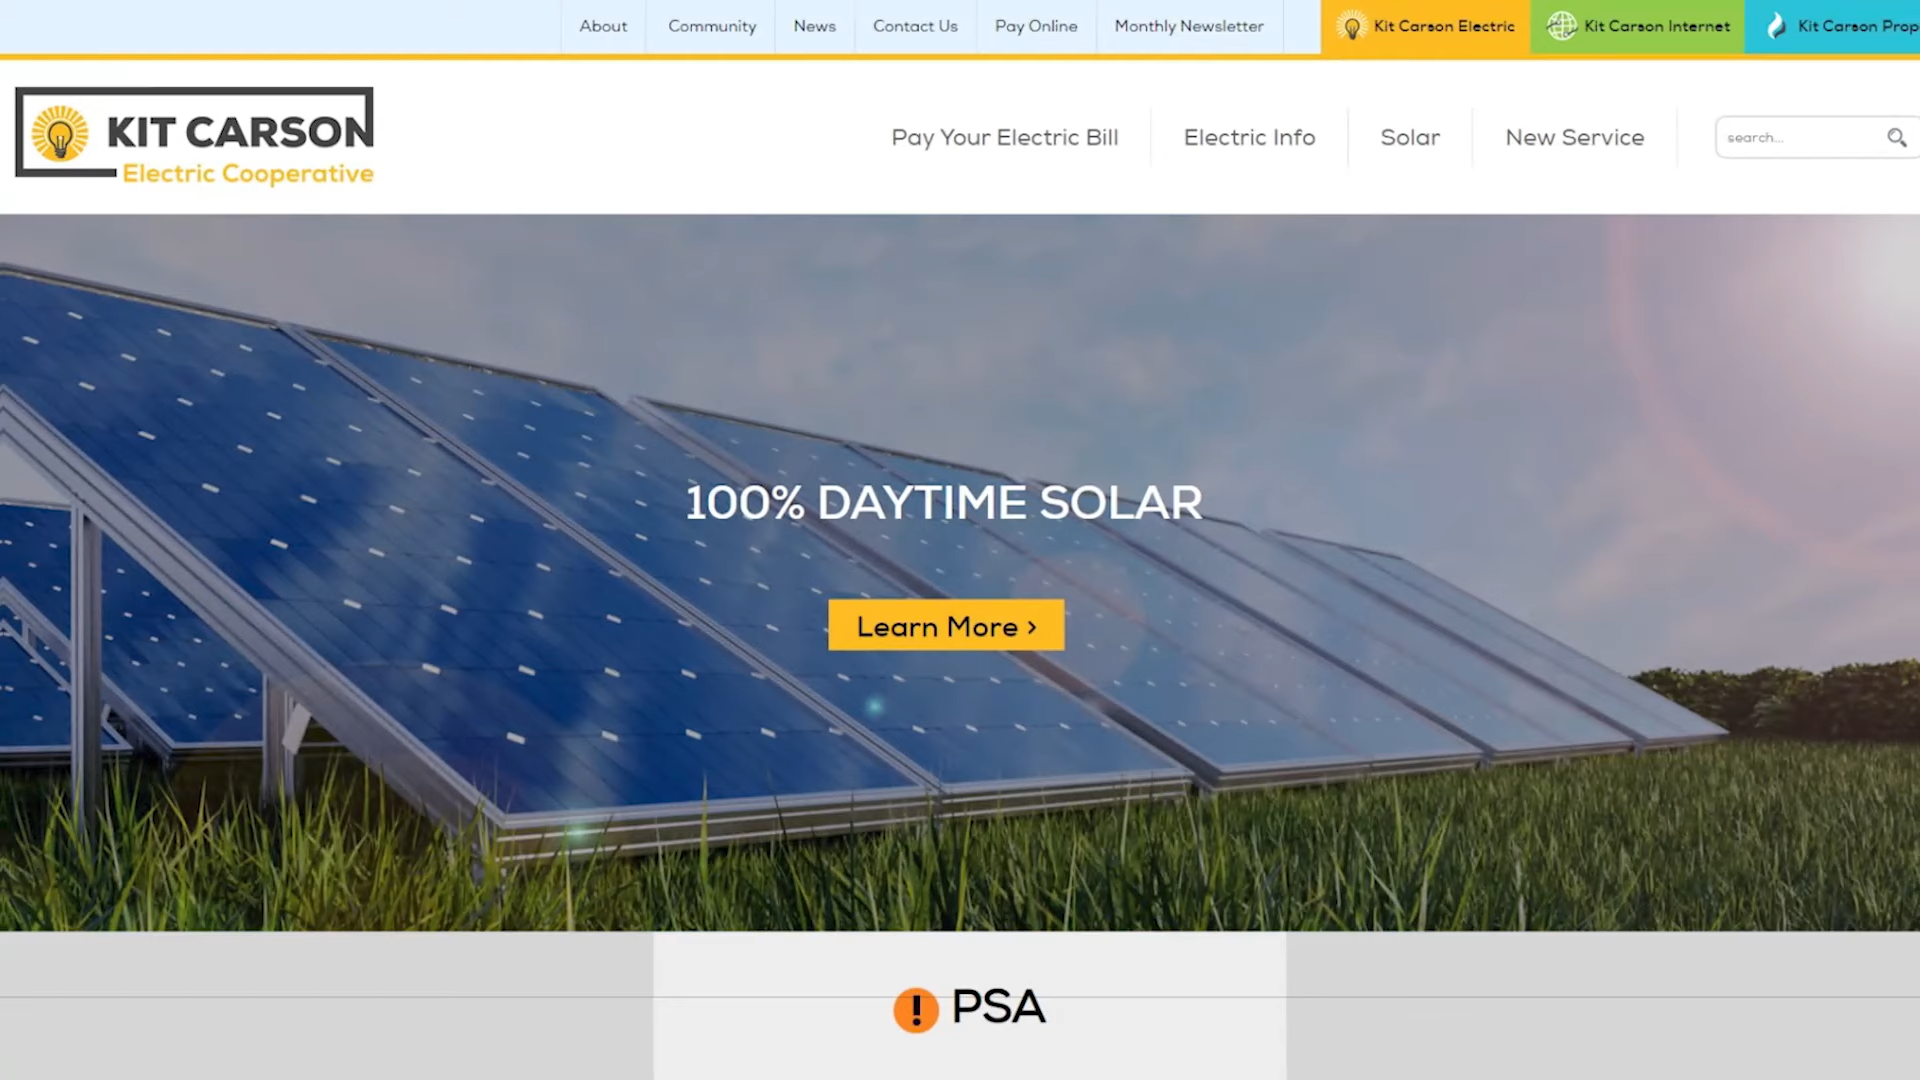 About
Community
News
Contact Us
Pay Online
Monthly Newsletter
Kit Carson Electric
Kit Carson Internet
Kit Carson Prop
KIT CARSON
Electric Cooperative
Pay Your Electric Bill
Electric Info
Solar
New Service
search...
100% DAYTIME SOLAR
Learn More >
! PSA